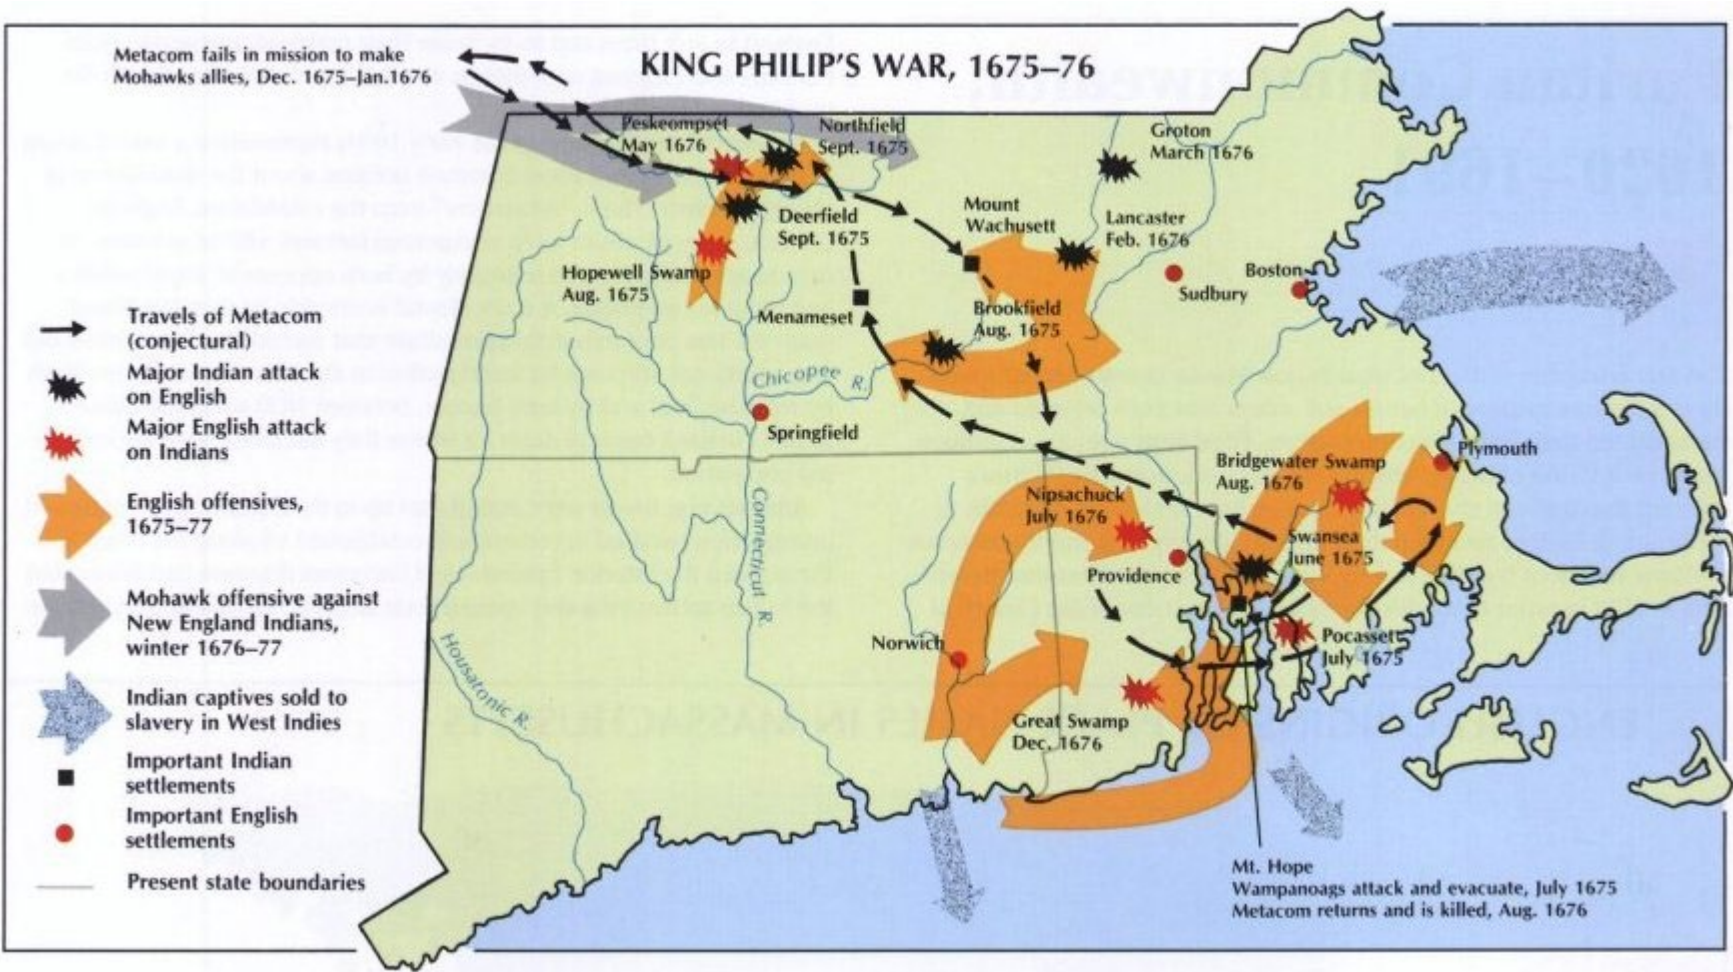 KING PHILIP'S WAR, 1675–76
Metacom fails in mission to make
Mohawks allies, Dec. 1675–Jan.1676
Peskeompset
May 1676
Northfield
Sept. 1675
Groton
March 1676
Deerfield
Sept. 1675
Mount
Wachusett
Lancaster
Feb. 1676
Hopewell Swamp
Aug. 1675
Boston
Sudbury
Menameset
Brookfield
Aug. 1675
Chicopee R.
Springfield
Plymouth
Bridgewater Swamp
Aug. 1676
Nipsachuck
July 1676
Swansea
June 1675
Connecticut R.
Providence
Housatonic R.
Norwich
Pocasset
July 1675
Great Swamp
Dec. 1676
Mt. Hope
Wampanoags attack and evacuate, July 1675
Metacom returns and is killed, Aug. 1676
Travels of Metacom
(conjectural)
Major Indian attack
on English
Major English attack
on Indians
English offensives,
1675–77
Mohawk offensive against
New England Indians,
winter 1676–77
Indian captives sold to
slavery in West Indies
Important Indian
settlements
Important English
settlements
Present state boundaries